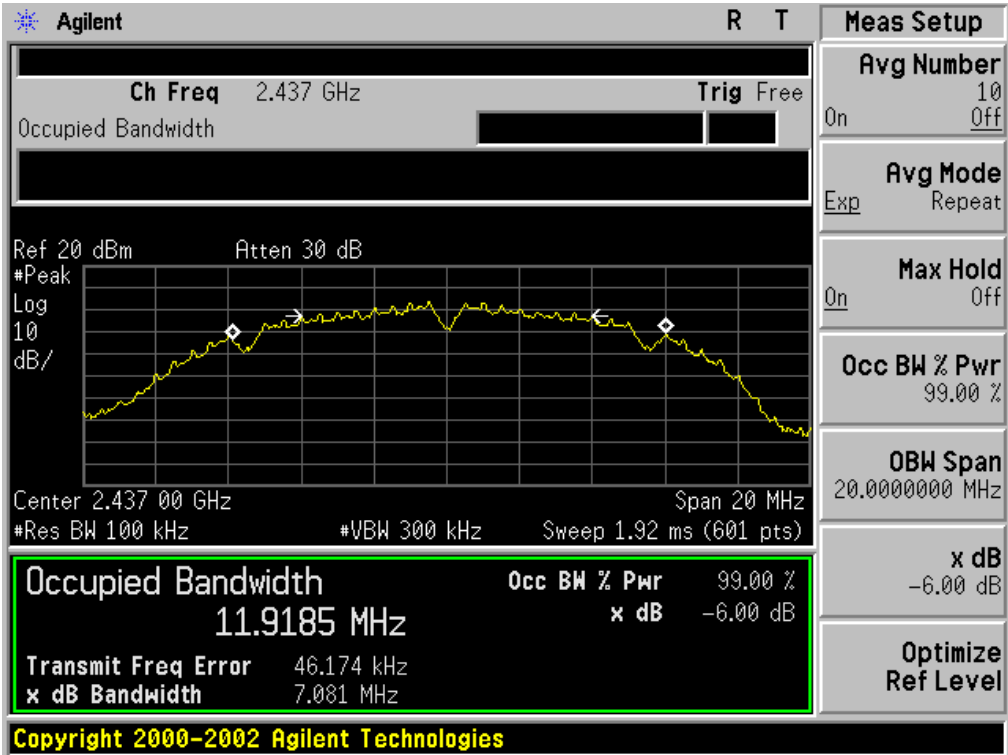 Agilent R T
Ch Freq 2.437 GHz Trig Free
Occupied Bandwidth
Ref 20 dBm Atten 30 dB
#Peak
Log
10
dB/
Center 2.437 00 GHz Span 20 MHz
#Res BW 100 kHz #VBW 300 kHz Sweep 1.92 ms (601 pts)
Occupied Bandwidth Occ BW % Pwr 99.00 %
11.9185 MHz x dB -6.00 dB
Transmit Freq Error 46.174 kHz
x dB Bandwidth 7.081 MHz
Copyright 2000-2002 Agilent Technologies
Meas Setup
Avg Number
10
On Off
Avg Mode
Exp Repeat
Max Hold
On Off
Occ BW % Pwr
99.00 %
OBW Span
20.0000000 MHz
x dB
-6.00 dB
Optimize
Ref Level